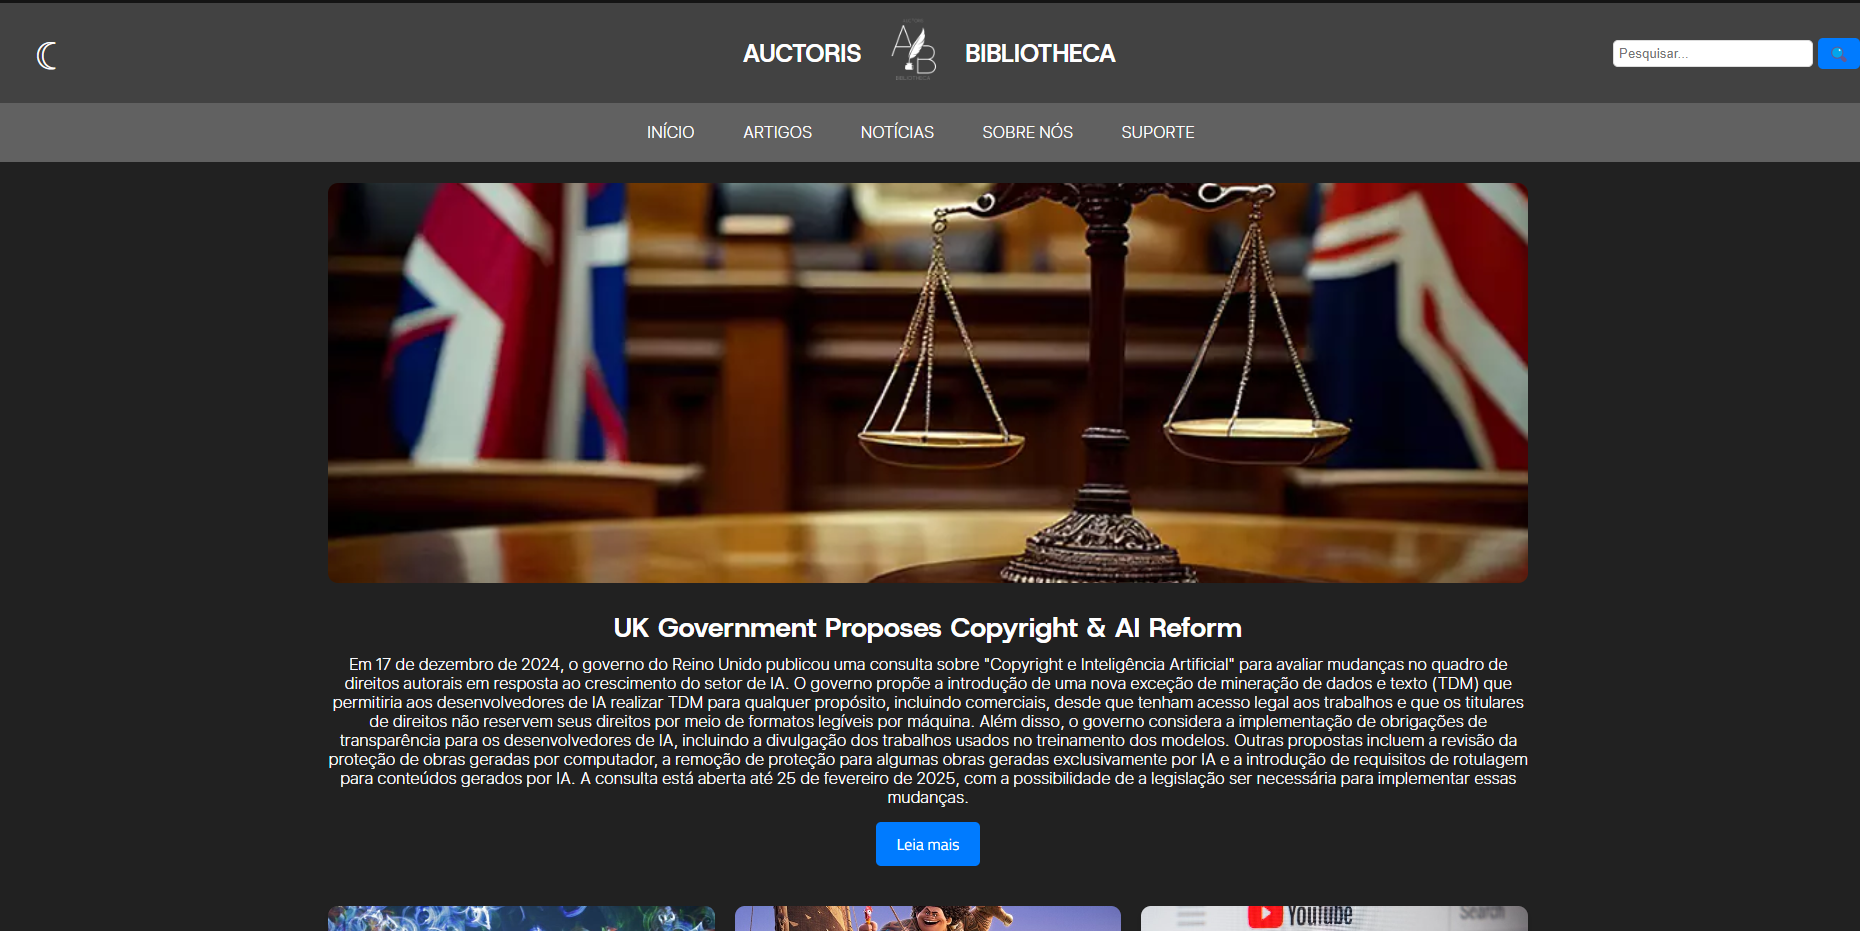 AUCTORIS
AUCTORIS
A
B
BIBLIOTHECA
BIBLIOTHECA
Pesquisar...
INÍCIO ARTIGOS NOTÍCIAS SOBRE NÓS SUPORTE
UK Government Proposes Copyright & AI Reform
Em 17 de dezembro de 2024, o governo do Reino Unido publicou uma consulta sobre "Copyright e Inteligência Artificial" para avaliar mudanças no quadro de
direitos autorais em resposta ao crescimento do setor de IA. O governo propõe a introdução de uma nova exceção de mineração de dados e texto (TDM) que
permitiria aos desenvolvedores de IA realizar TDM para qualquer propósito, incluindo comerciais, desde que tenham acesso legal aos trabalhos e que os titulares
de direitos não reservem seus direitos por meio de formatos legíveis por máquina. Além disso, o governo considera a implementação de obrigações de
transparência para os desenvolvedores de IA, incluindo a divulgação dos trabalhos usados no treinamento dos modelos. Outras propostas incluem a revisão da
proteção de obras geradas por computador, a remoção de proteção para algumas obras geradas exclusivamente por IA e a introdução de requisitos de rotulagem
para conteúdos gerados por IA. A consulta está aberta até 25 de fevereiro de 2025, com a possibilidade de a legislação ser necessária para implementar essas
mudanças.
Leia mais
YouTube Search